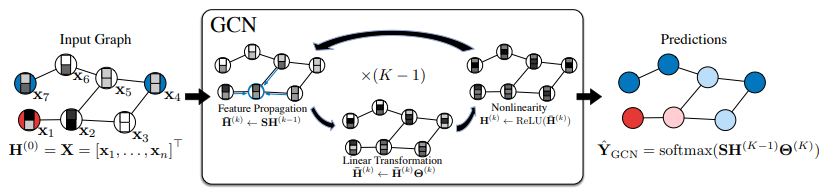 Input Graph
GCN
Predictions
x₆
x₇
x₅
x₄
x₁
x₂
x₃
H⁽⁰⁾ = X = [x₁, . . . , xₙ]⊤
×(K − 1)
Feature Propagation
H̄⁽ᵏ⁾ ← SH⁽ᵏ⁻¹⁾
Linear Transformation
H̃⁽ᵏ⁾ ← H̄⁽ᵏ⁾Θ⁽ᵏ⁾
Nonlinearity
H⁽ᵏ⁾ ← ReLU(H̃⁽ᵏ⁾)
Ŷ_GCN = softmax(SH⁽ᴷ⁻¹⁾Θ⁽ᴷ⁾)